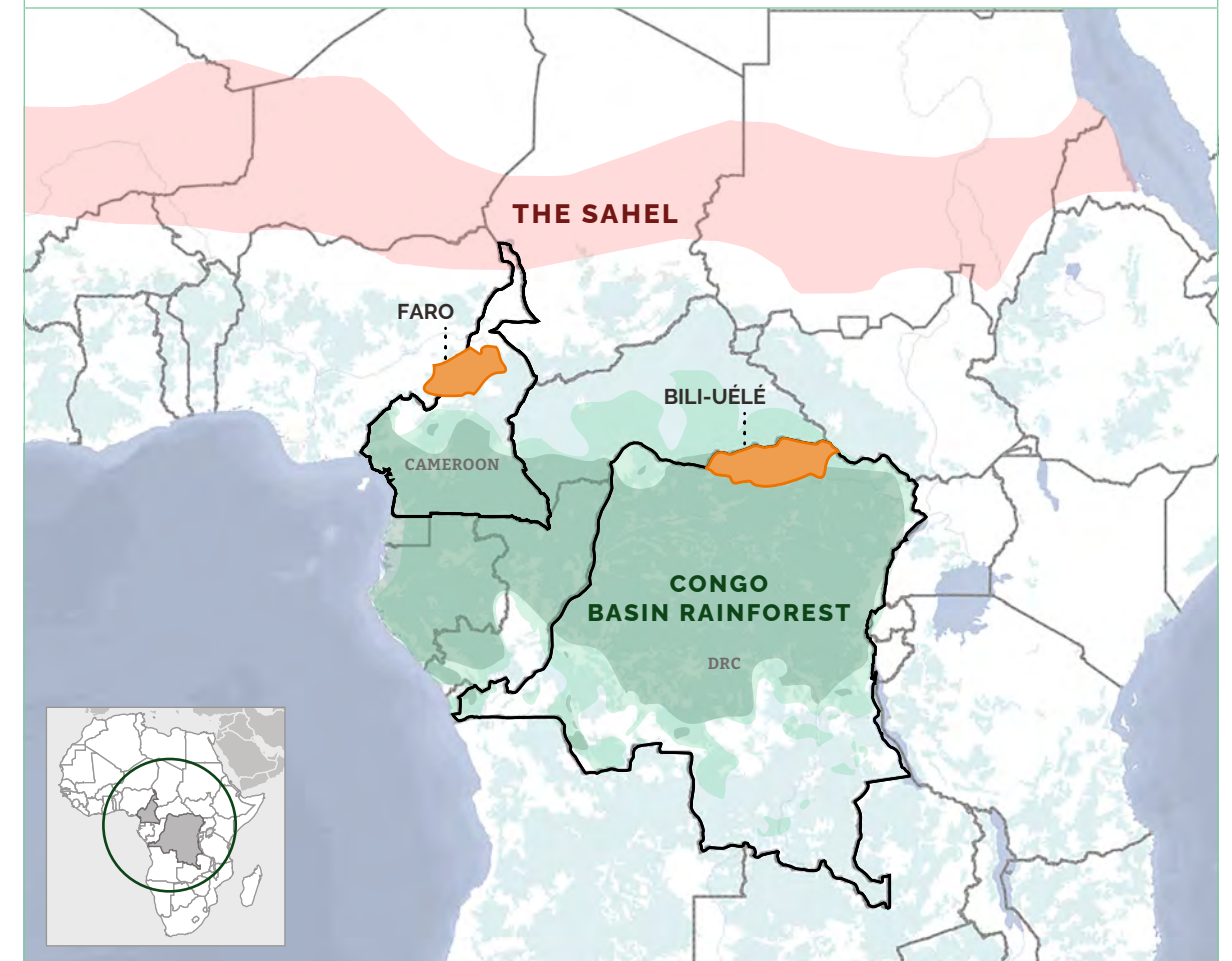 THE SAHEL
FARO
BILI-UÉLÉ
CAMEROON
CONGO
BASIN RAINFOREST
DRC